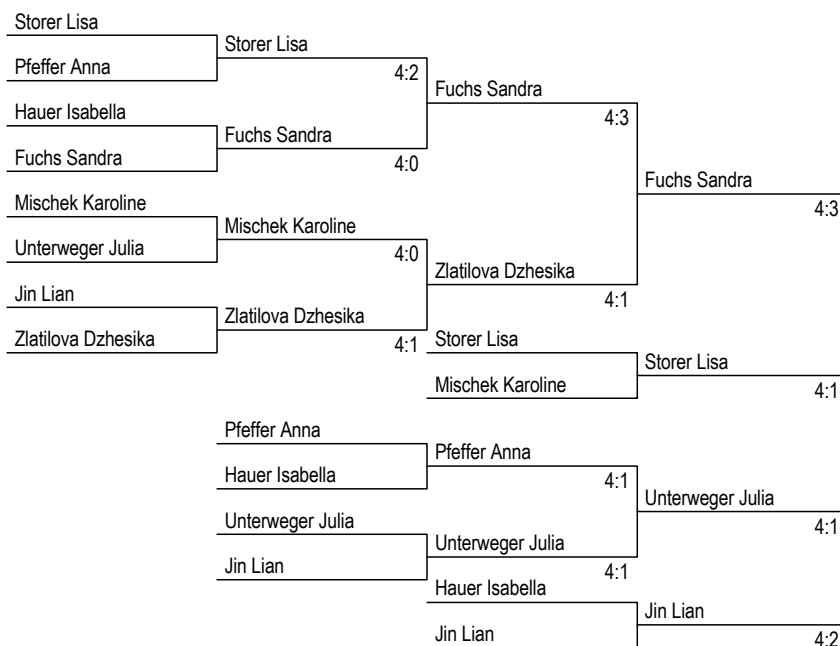 Storer Lisa
Storer Lisa
Pfeffer Anna
4:2
Fuchs Sandra
Hauer Isabella
4:3
Fuchs Sandra
Fuchs Sandra
4:0
Fuchs Sandra
4:3
Mischek Karoline
Mischek Karoline
Unterweger Julia
4:0
Zlatilova Dzhesika
Jin Lian
4:1
Zlatilova Dzhesika
Zlatilova Dzhesika
4:1
Storer Lisa
Storer Lisa
Mischek Karoline
4:1
Pfeffer Anna
Pfeffer Anna
Hauer Isabella
4:1
Unterweger Julia
Unterweger Julia
4:1
Unterweger Julia
Jin Lian
4:1
Hauer Isabella
Jin Lian
Jin Lian
4:2